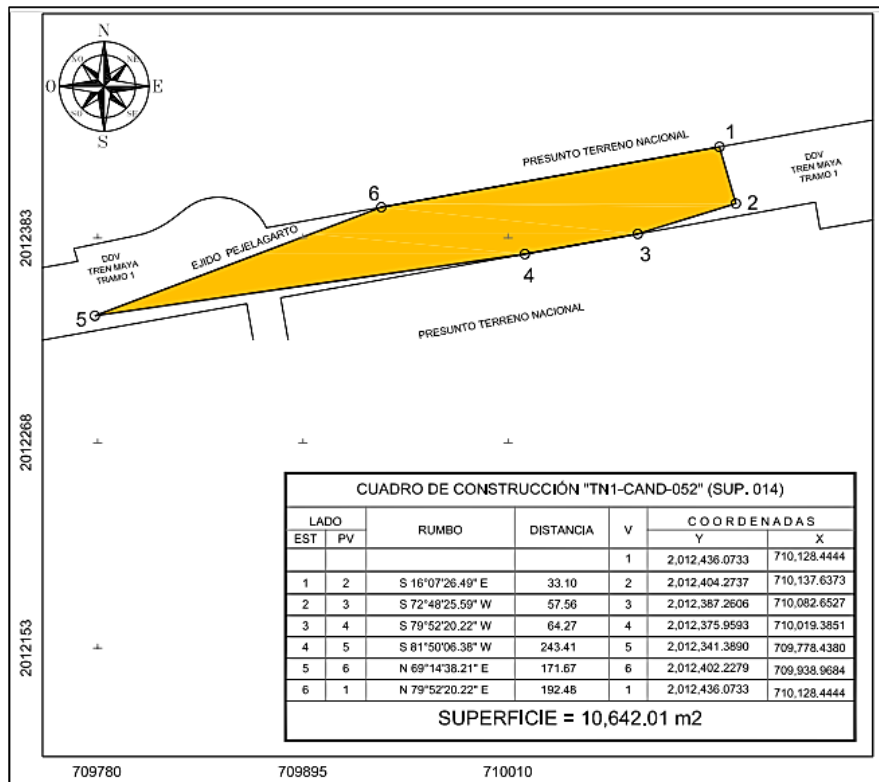 N
NO NE
O E
SO SE
S
PRESUNTO TERRENO NACIONAL
1
DDV
TREN MAYA
TRAMO 1
2
6
3
4
EJIDO PEJELAGARTO
DDV
TREN MAYA
TRAMO 1
5
PRESUNTO TERRENO NACIONAL
2012383
2012268
2012153
709780 709895 710010
CUADRO DE CONSTRUCCIÓN "TN1-CAND-052" (SUP. 014)
LADO RUMBO DISTANCIA V COORDENADAS
EST PV Y X
1 2,012,436.0733 710,128.4444
1 2 S 16°07'26.49" E 33.10 2 2,012,404.2737 710,137.6373
2 3 S 72°48'25.59" W 57.56 3 2,012,387.2606 710,082.6527
3 4 S 79°52'20.22" W 64.27 4 2,012,375.9593 710,019.3851
4 5 S 81°50'06.38" W 243.41 5 2,012,341.3890 709,778.4380
5 6 N 69°14'38.21" E 171.67 6 2,012,402.2279 709,938.9684
6 1 N 79°52'20.22" E 192.48 1 2,012,436.0733 710,128.4444
SUPERFICIE = 10,642.01 m2